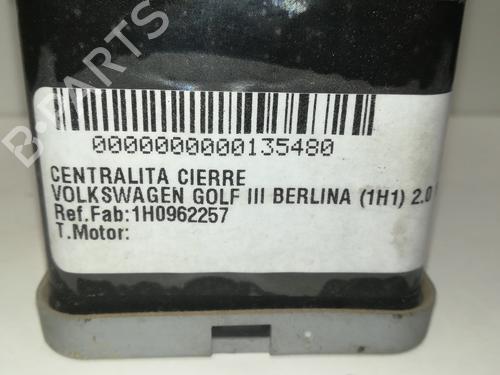 0000000000135480
CENTRALITA CIERRE
VOLKSWAGEN GOLF III BERLINA (1H1) 2.0
Ref.Fab:1H0962257
T.Motor:
B-PARTS